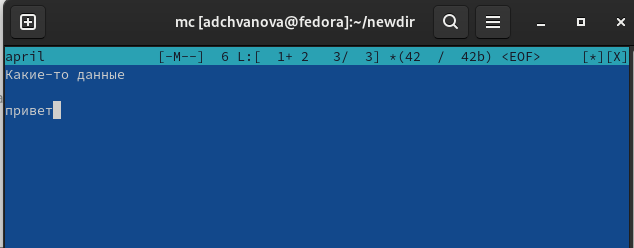 mc [adchvanova@fedora]:~/newdir
april [-M--] 6 L:[ 1+ 2 3/ 3] *(42 / 42b) <EOF> [*][X]
Какие-то данные
привет